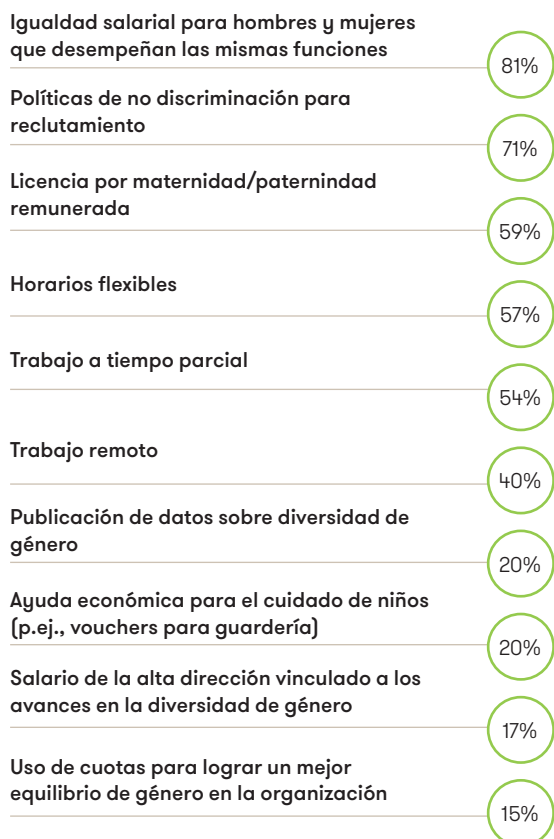 Igualdad salarial para hombres y mujeres
que desempeñan las mismas funciones
81%
Políticas de no discriminación para
reclutamiento
71%
Licencia por maternidad/paternindad
remunerada
59%
Horarios flexibles
57%
Trabajo a tiempo parcial
54%
Trabajo remoto
40%
Publicación de datos sobre diversidad de
género
20%
Ayuda económica para el cuidado de niños
(p.ej., vouchers para guardería)
20%
Salario de la alta dirección vinculado a los
avances en la diversidad de género
17%
Uso de cuotas para lograr un mejor
equilibrio de género en la organización
15%